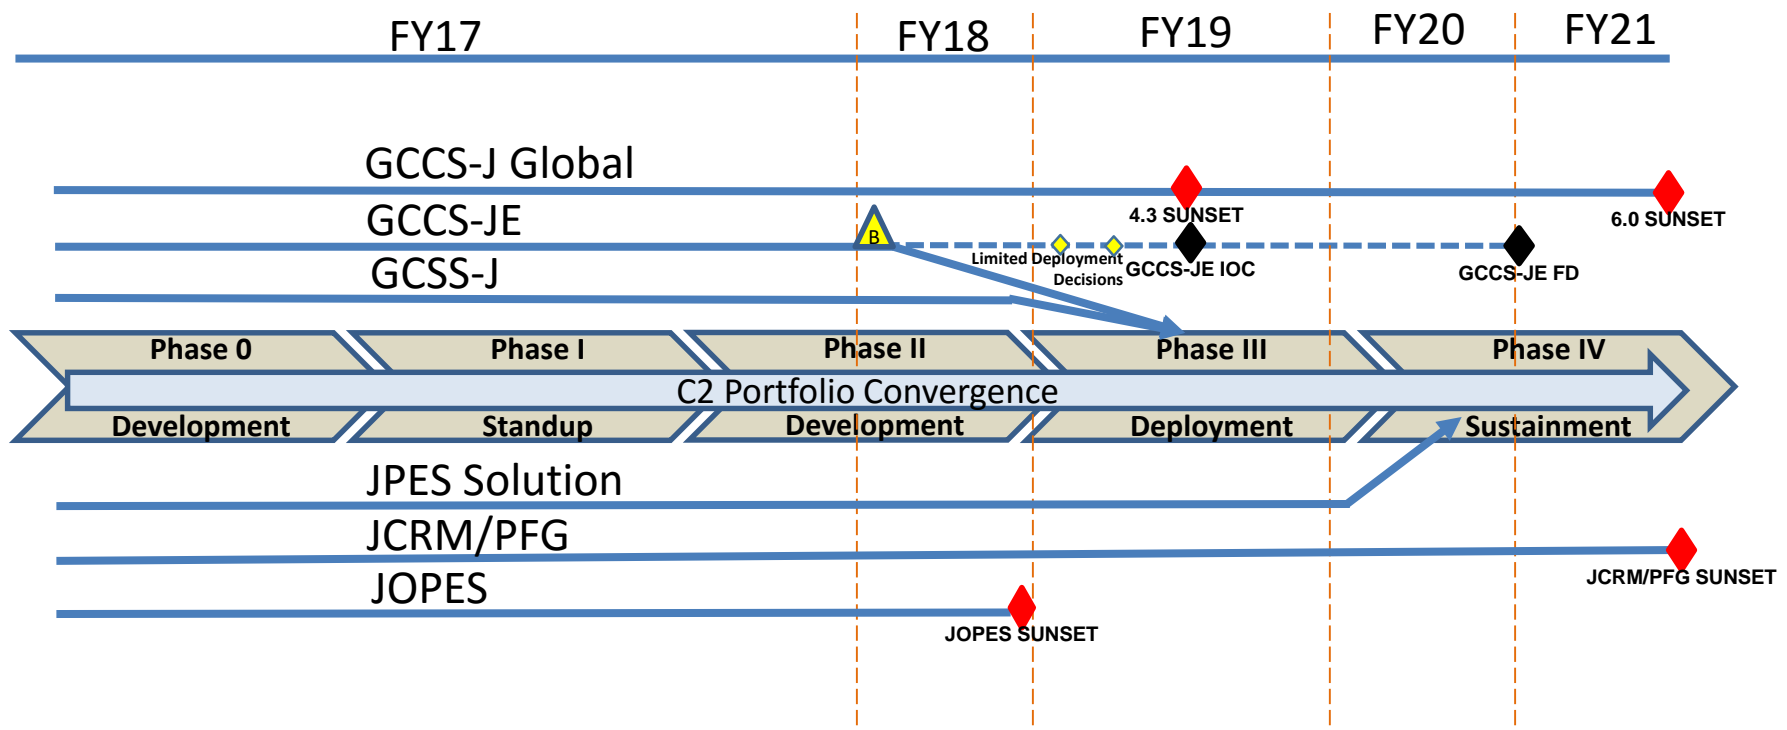 FY17 FY18 FY19 FY20 FY21
GCCS-J Global
4.3 SUNSET
6.0 SUNSET
GCCS-JE
B
Limited Deployment
Decisions
GCCS-JE IOC
GCCS-JE FD
GCSS-J
Phase 0 Phase I Phase II Phase III Phase IV
C2 Portfolio Convergence
Development Standup Development Deployment Sustainment
JPES Solution
JCRM/PFG
JCRM/PFG SUNSET
JOPES
JOPES SUNSET